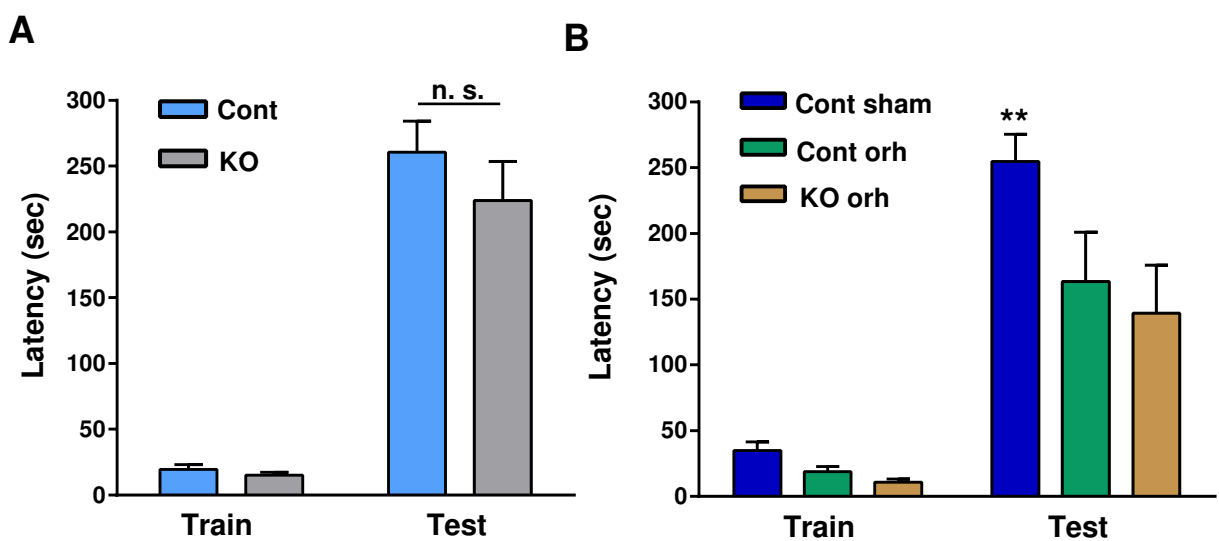 A
n. s.
Cont
KO
300
250
200
150
100
50
0
Latency (sec)
Train
Test
B
Cont sham
Cont orh
KO orh
**
300
250
200
150
100
50
0
Latency (sec)
Train
Test